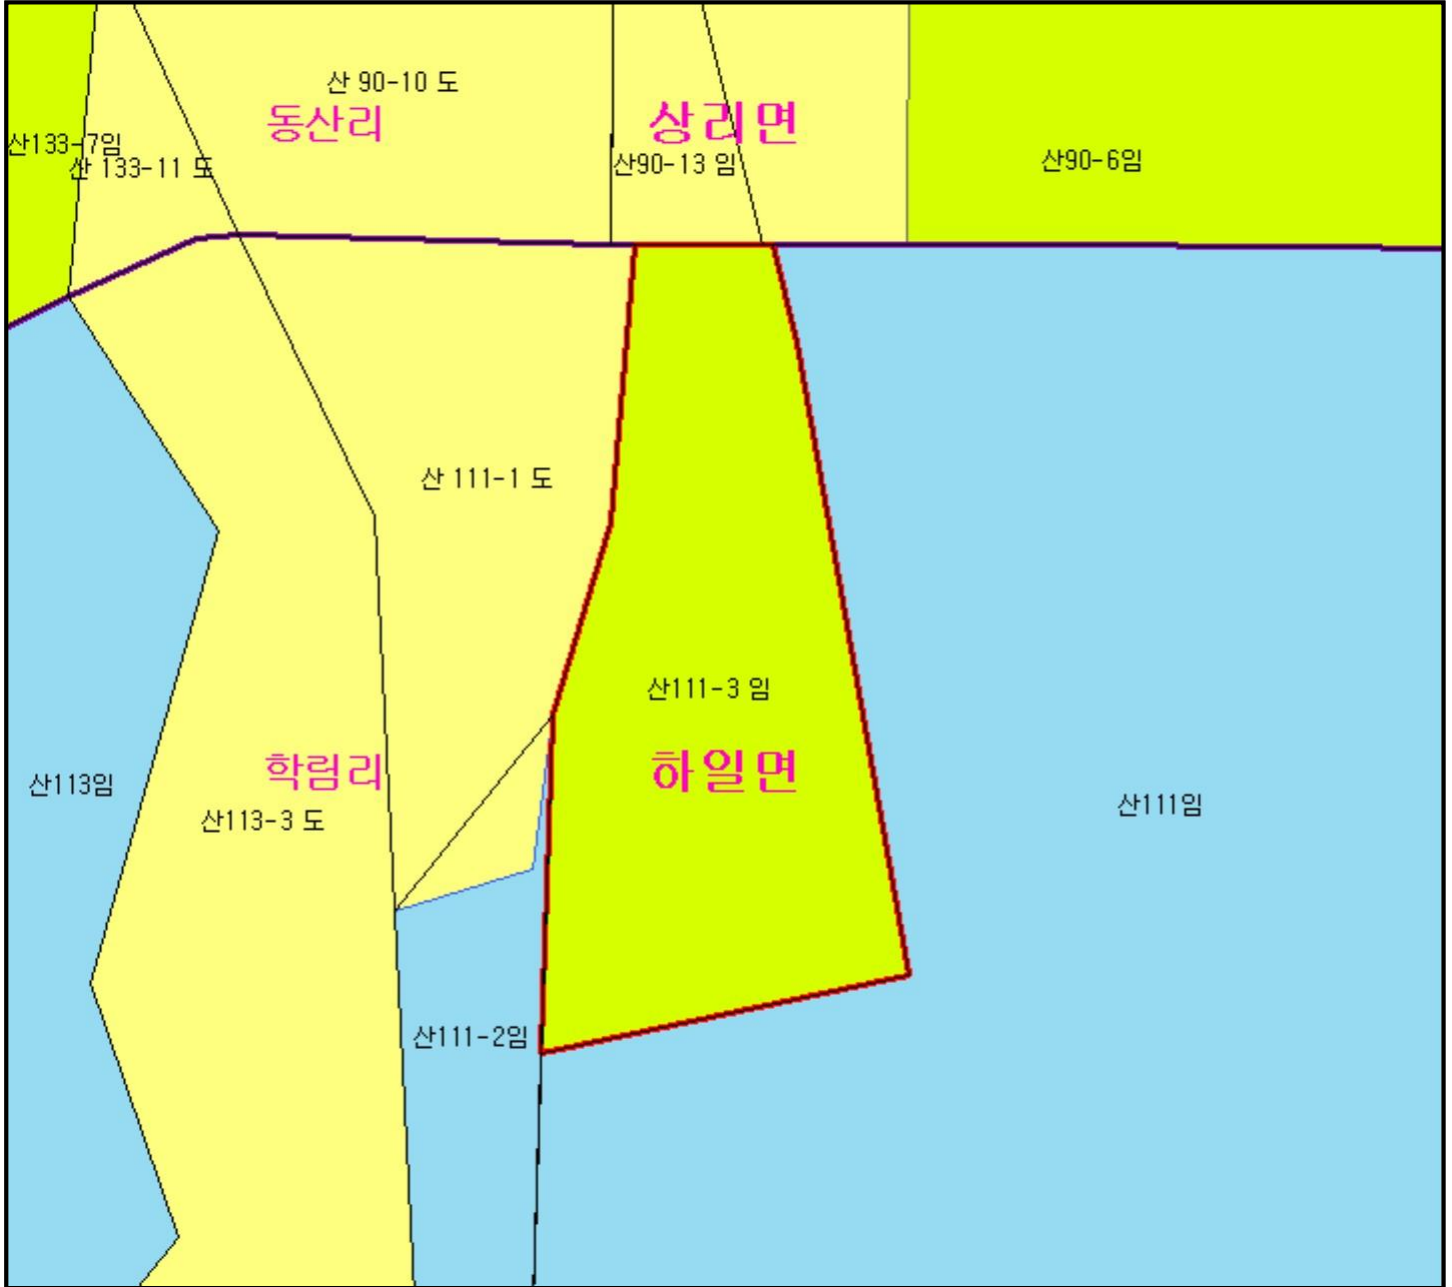 산 90-10 도
동산리
상리면
산133-7임
산 133-11 도
산90-13 임
산90-6임
산 111-1 도
산111-3 임
학림리
하일면
산113임
산113-3 도
산111임
산111-2임